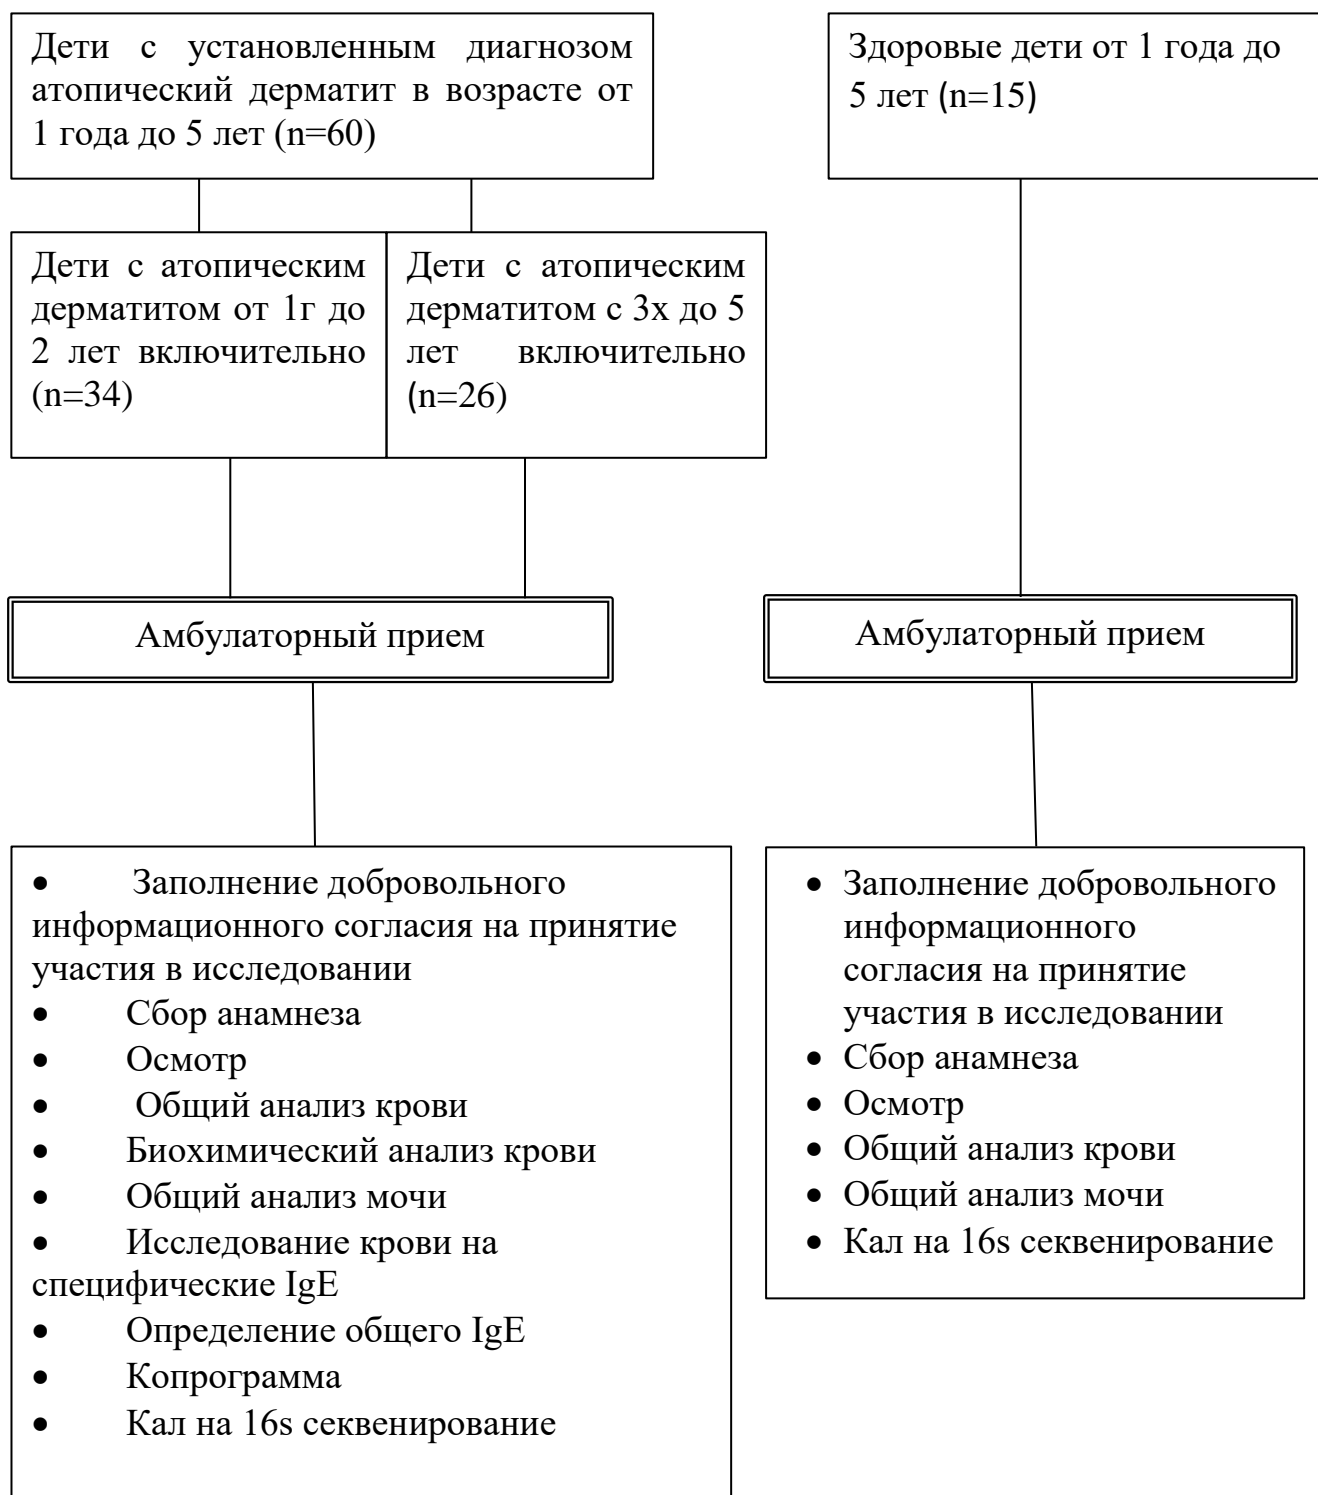 Дети с установленным диагнозом
атопический дерматит в возрасте от
1 года до 5 лет (n=60)
Здоровые дети от 1 года до
5 лет (n=15)
Дети с атопическим
дерматитом от 1г до
2 лет включительно
(n=34)
Дети с атопическим
дерматитом с 3х до 5
лет включительно
(n=26)
Амбулаторный прием
Амбулаторный прием
• Заполнение добровольного
информационного согласия на принятие
участия в исследовании
• Сбор анамнеза
• Осмотр
• Общий анализ крови
• Биохимический анализ крови
• Общий анализ мочи
• Исследование крови на
специфические IgE
• Определение общего IgE
• Копрограмма
• Кал на 16s секвенирование
• Заполнение добровольного
информационного
согласия на принятие
участия в исследовании
• Сбор анамнеза
• Осмотр
• Общий анализ крови
• Общий анализ мочи
• Кал на 16s секвенирование